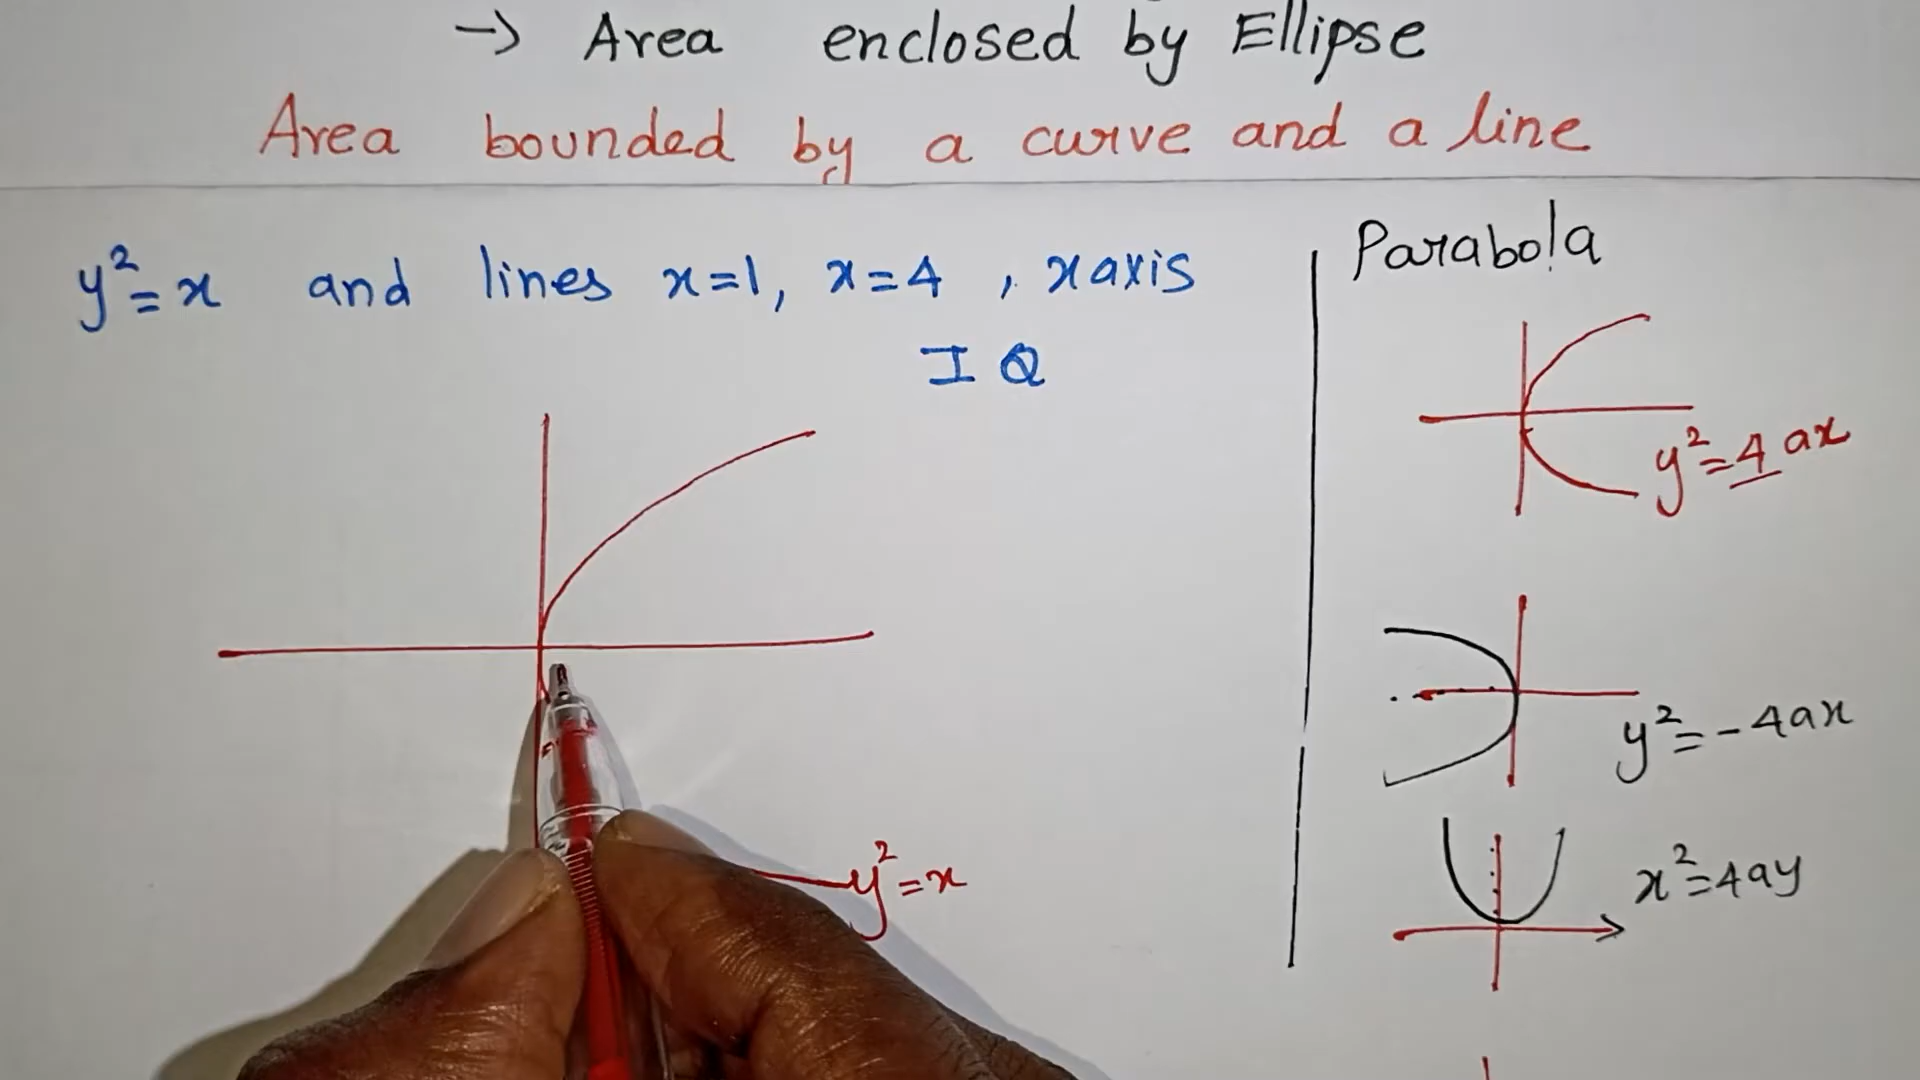 → Area enclosed by Ellipse
Area bounded by a curve and a line
y²=x and lines x=1, x=4, x axis
I Q
y²=x
Parabola
y²=4ax
y²=-4ax
x²=4ay